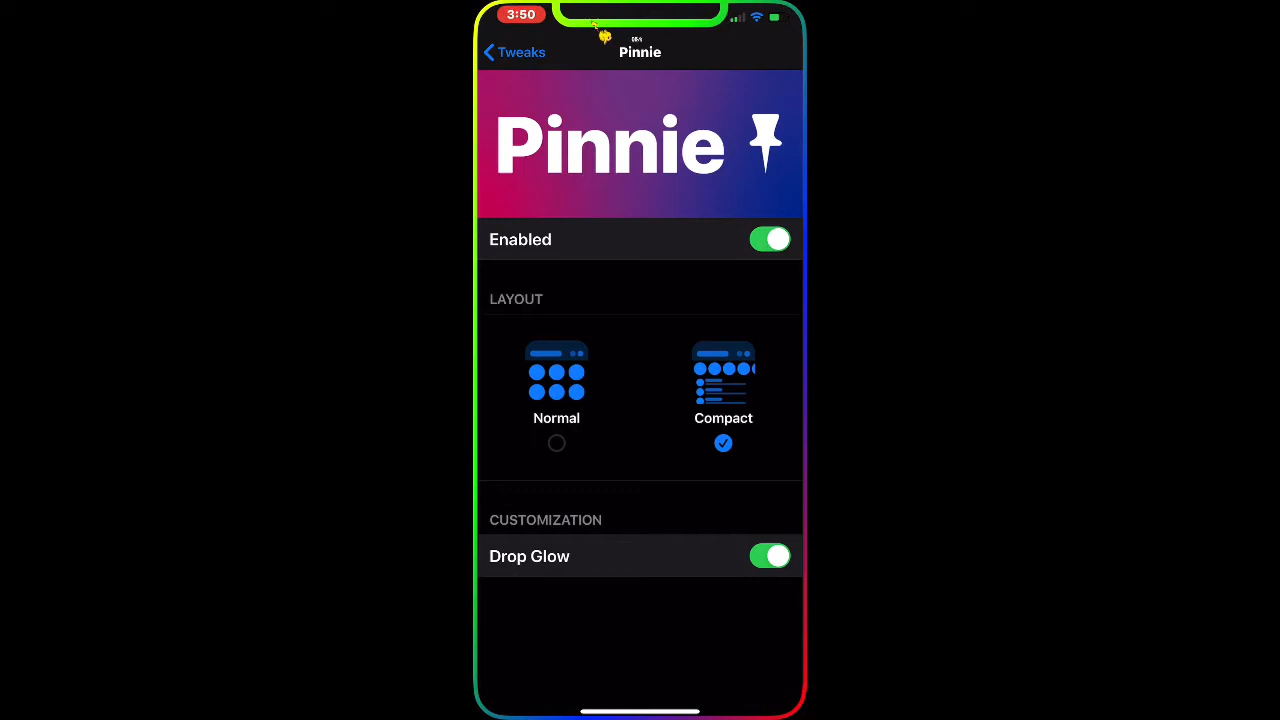 3:50
Tweaks
Pinnie
Pinnie
Enabled
LAYOUT
Normal
Compact
CUSTOMIZATION
Drop Glow